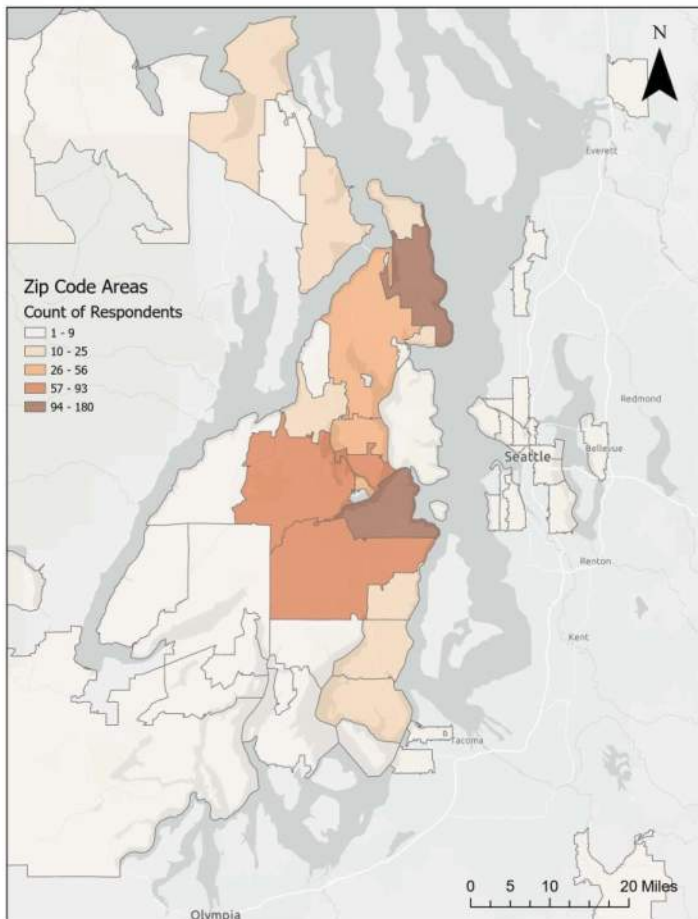 N
Everett
Zip Code Areas
Count of Respondents
1 - 9
10 - 25
26 - 56
57 - 93
94 - 180
Redmond
Seattle
Bellevue
Renton
Kent
Tacoma
0 5 10 20 Miles
Olympia